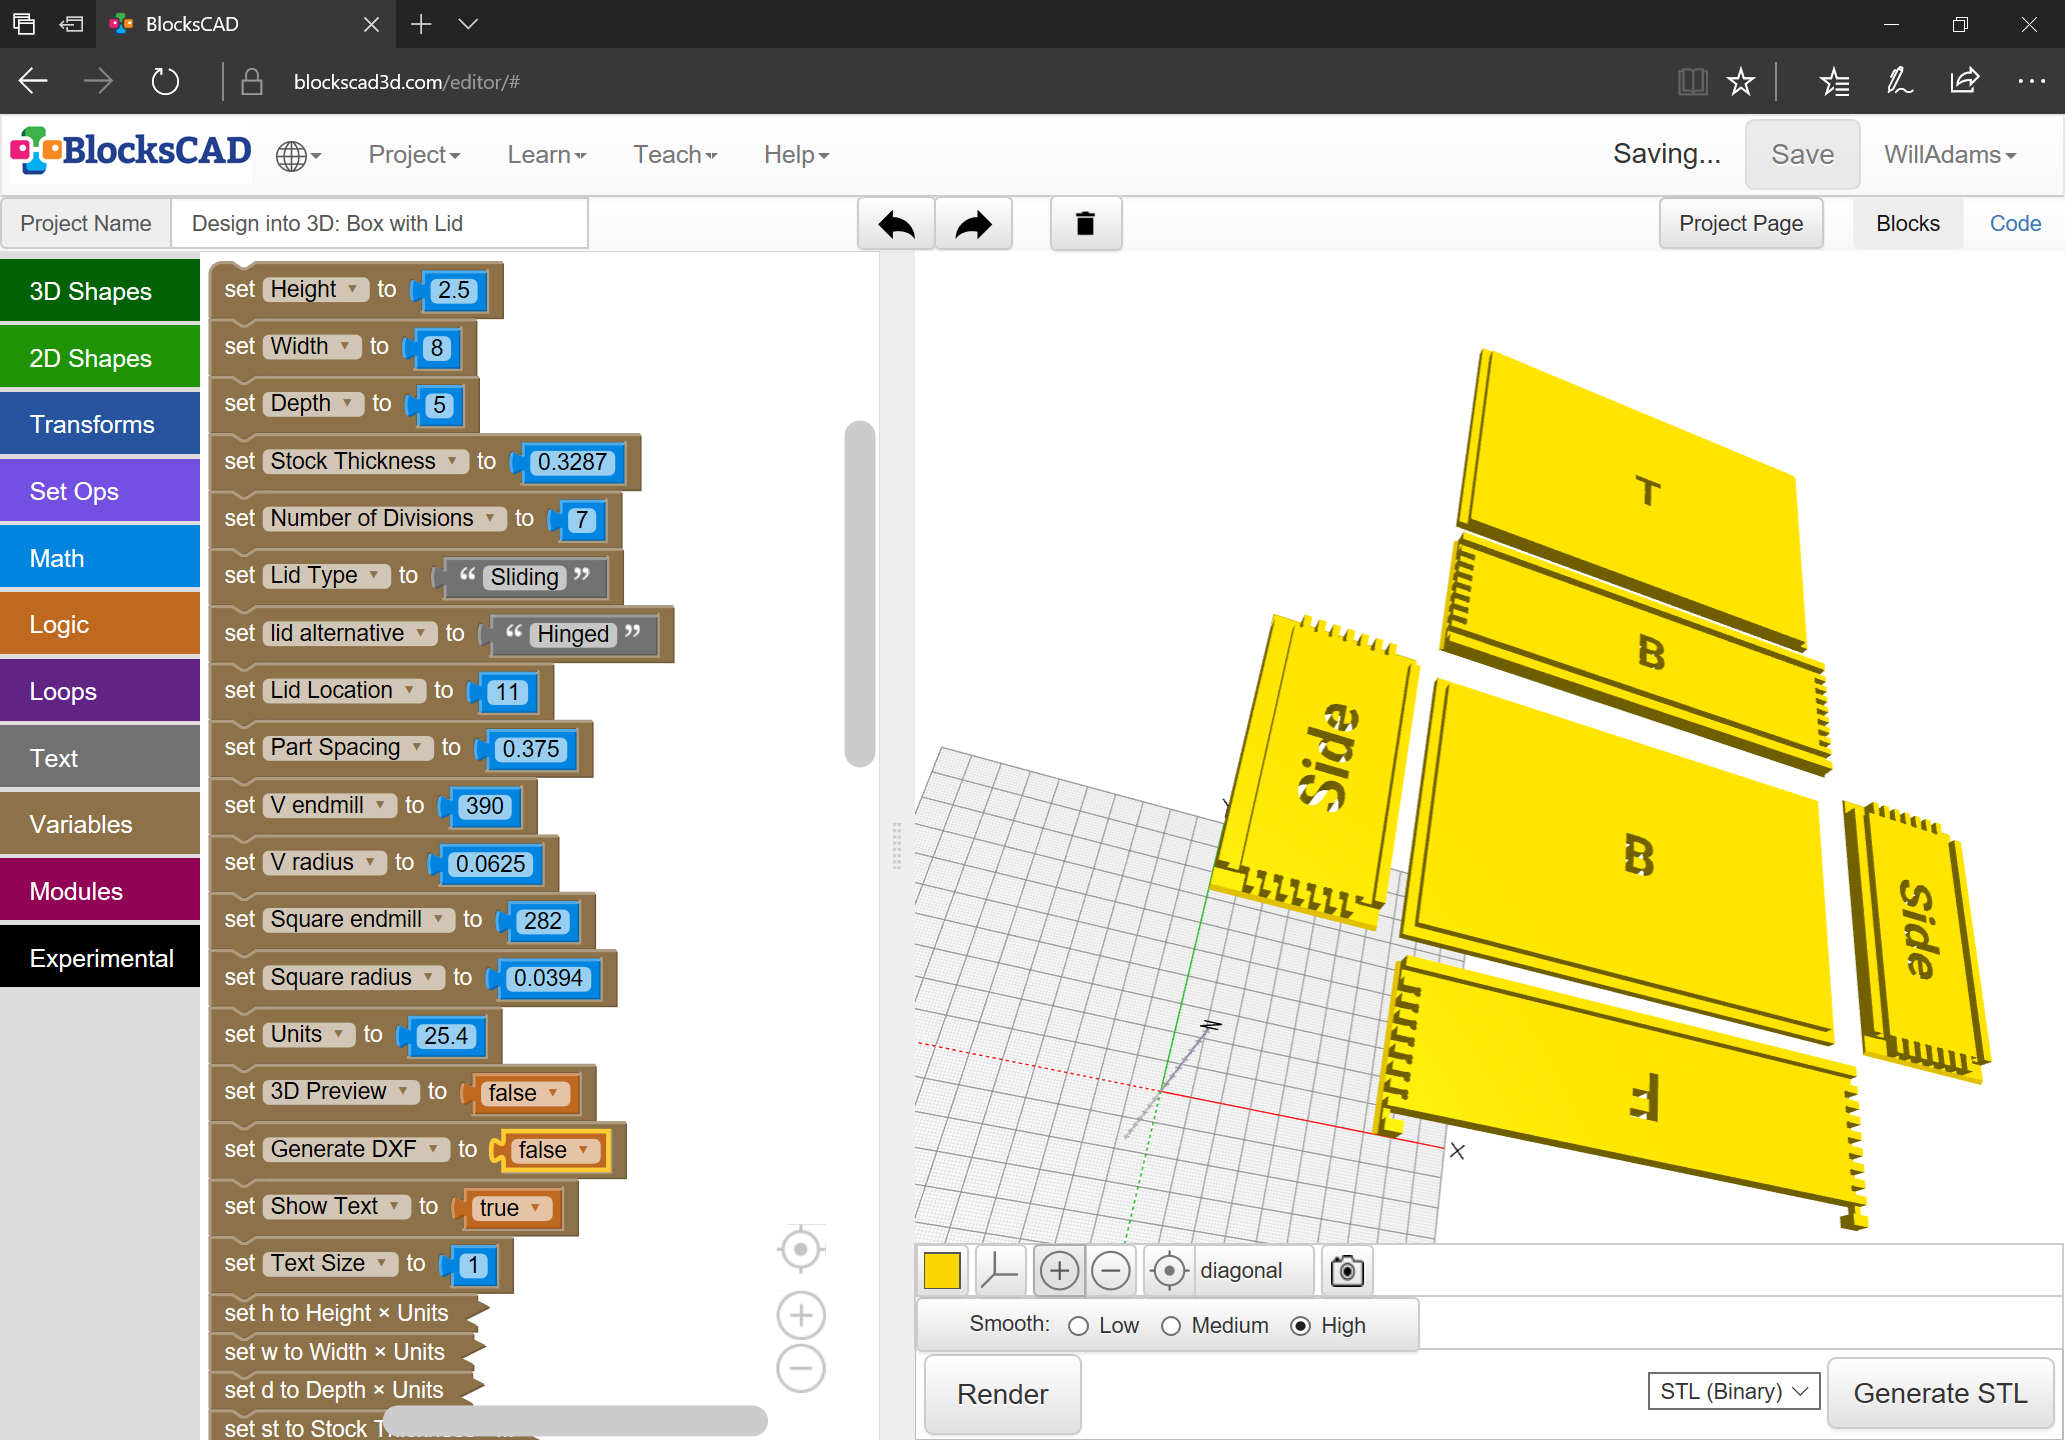 BlocksCAD
blockscad3d.com/editor/#
BlocksCAD Project Learn Teach Help Saving... Save WillAdams
Project Name Design into 3D: Box with Lid Project Page Blocks Code
3D Shapes
2D Shapes
Transforms
Set Ops
Math
Logic
Loops
Text
Variables
Modules
Experimental
set Height to 2.5
set Width to 8
set Depth to 5
set Stock Thickness to 0.3287
set Number of Divisions to 7
set Lid Type to “ Sliding ”
set lid alternative to “ Hinged ”
set Lid Location to 11
set Part Spacing to 0.375
set V endmill to 390
set V radius to 0.0625
set Square endmill to 282
set Square radius to 0.0394
set Units to 25.4
set 3D Preview to false
set Generate DXF to false
set Show Text to true
set Text Size to 1
set h to Height × Units
set w to Width × Units
set d to Depth × Units
set st to Stock
T
B
Side
B
Side
F
Y
Z
X
diagonal
Smooth: Low Medium High
Render STL (Binary) Generate STL